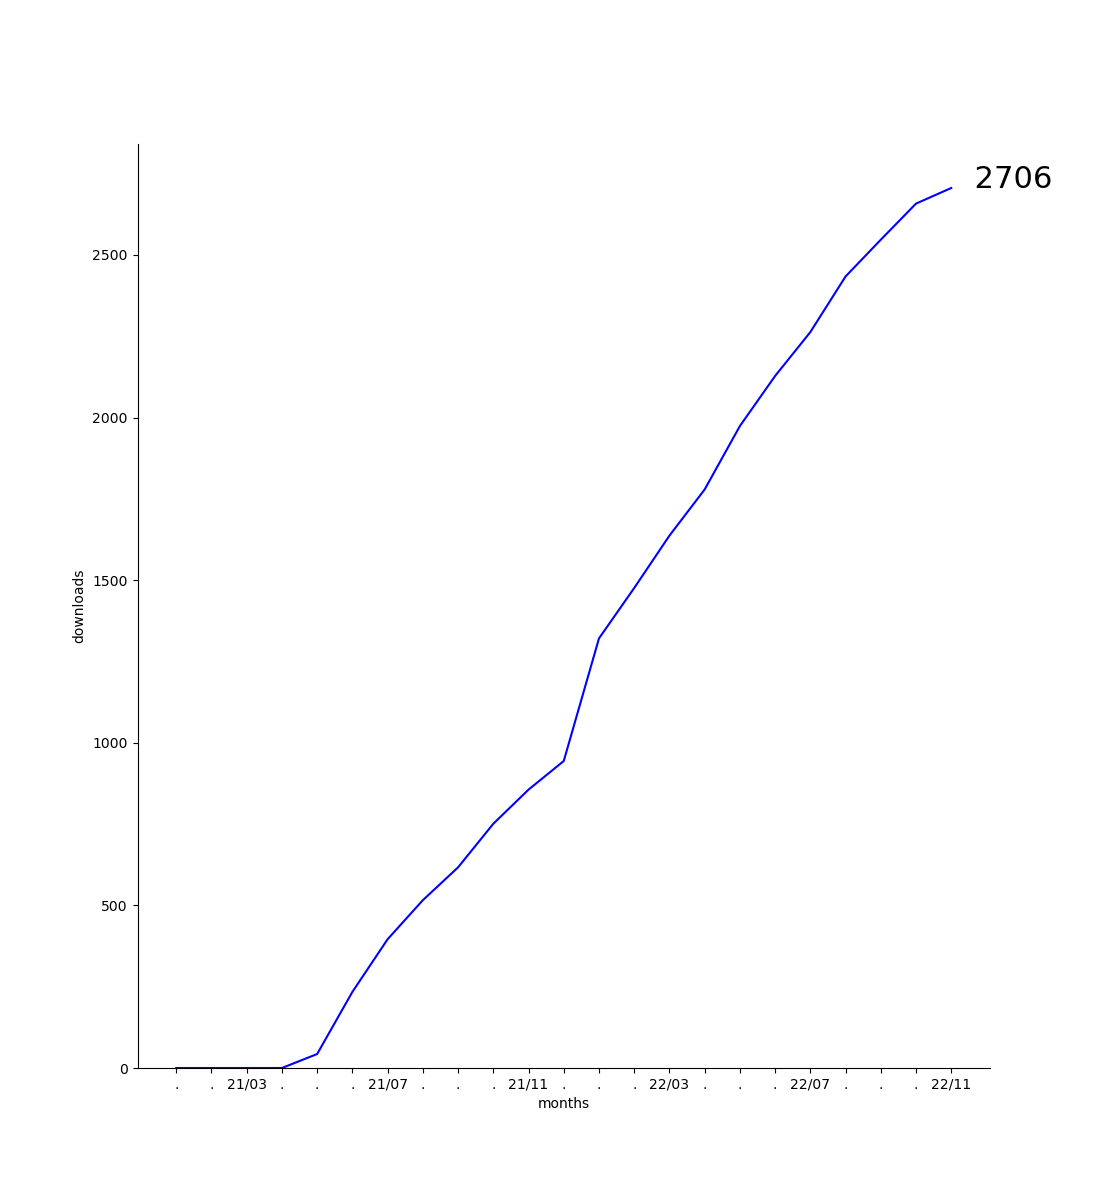 2706
2500
2000
1500
1000
500
0
downloads
. . 21/03 . . . 21/07 . . . 21/11 . . . 22/03 . . . 22/07 . . . 22/11
months